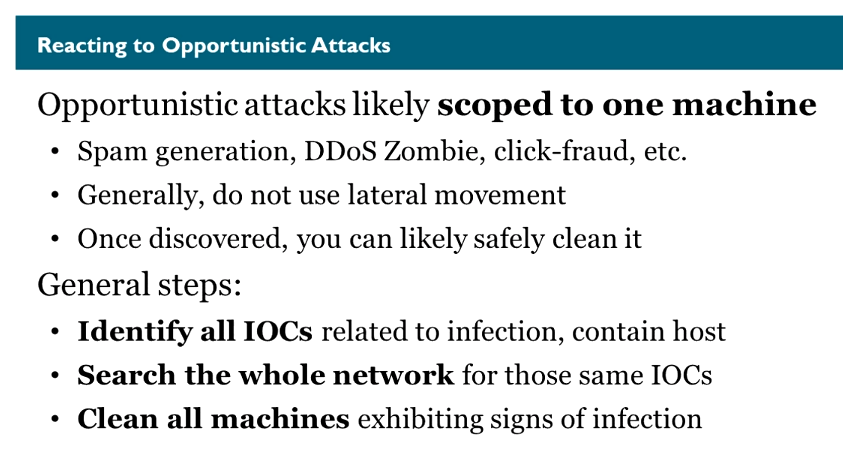 Reacting to Opportunistic Attacks
Opportunistic attacks likely scoped to one machine
• Spam generation, DDoS Zombie, click-fraud, etc.
• Generally, do not use lateral movement
• Once discovered, you can likely safely clean it
General steps:
• Identify all IOCs related to infection, contain host
• Search the whole network for those same IOCs
• Clean all machines exhibiting signs of infection